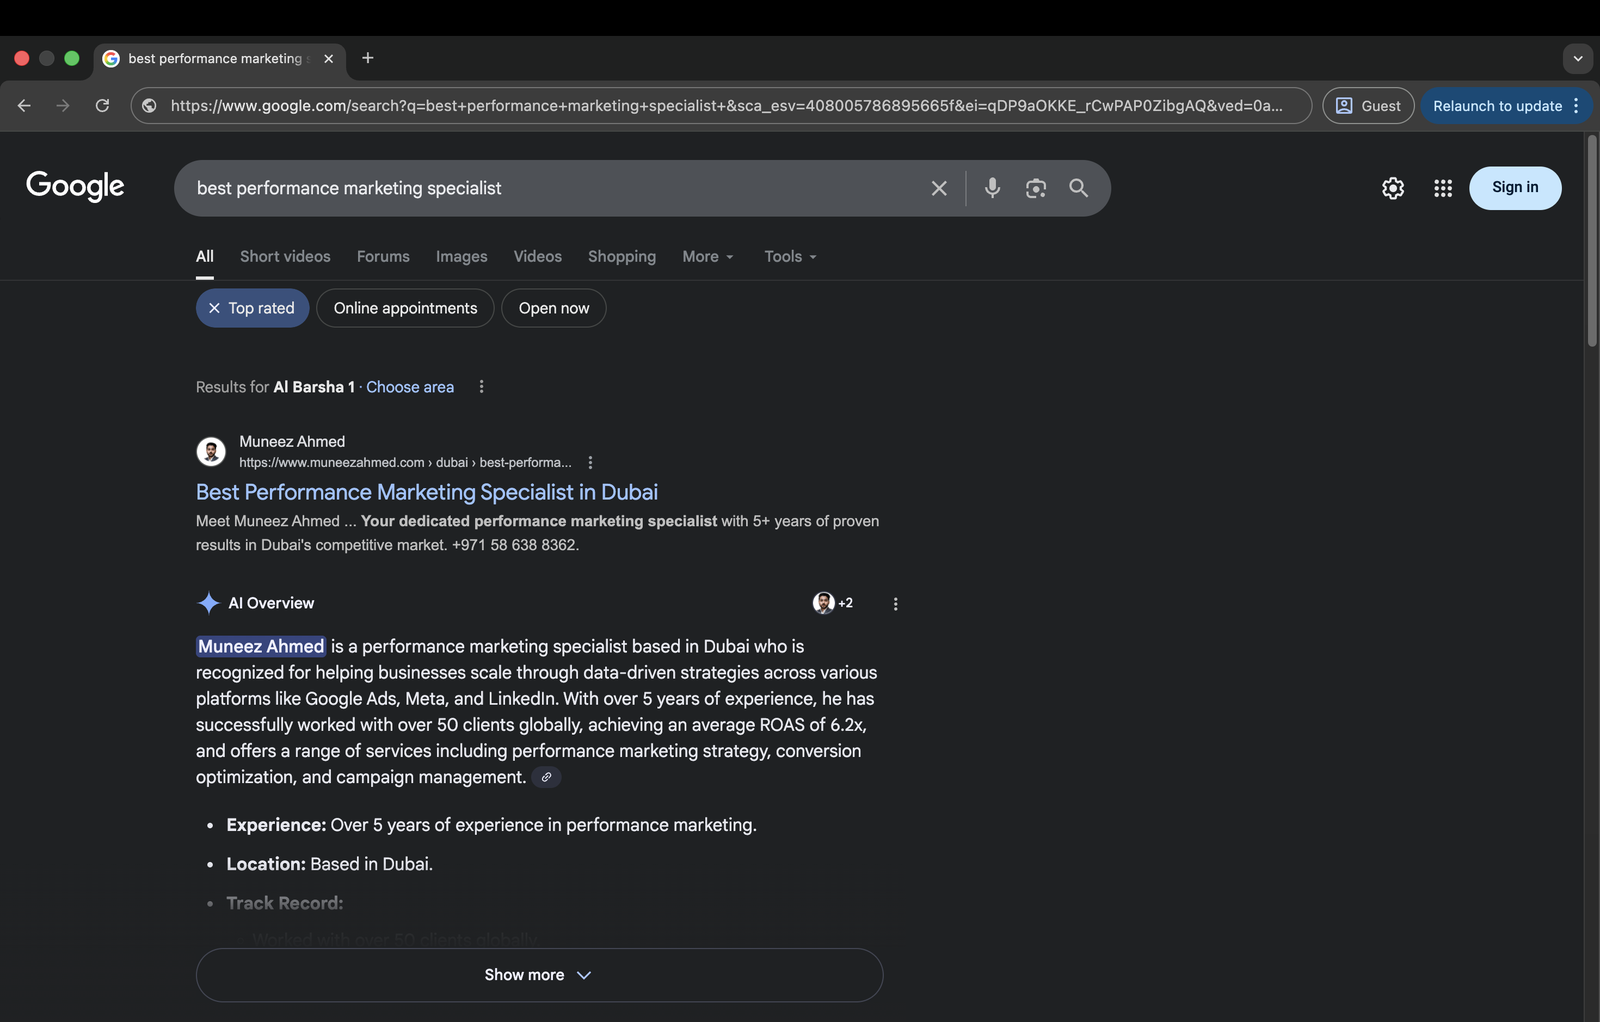 best performance marketing s
https://www.google.com/search?q=best+performance+marketing+specialist+&sca_esv=408005786895665f&ei=qDP9aOKKE_rCwPAP0ZibgAQ&ved=0a...
Guest
Relaunch to update
Google
best performance marketing specialist
Sign in
All Short videos Forums Images Videos Shopping More Tools
Top rated Online appointments Open now
Results for Al Barsha 1 · Choose area
Muneez Ahmed
https://www.muneezahmed.com › dubai › best-performa...
Best Performance Marketing Specialist in Dubai
Meet Muneez Ahmed ... Your dedicated performance marketing specialist with 5+ years of proven
results in Dubai's competitive market. +971 58 638 8362.
AI Overview
+2
Muneez Ahmed is a performance marketing specialist based in Dubai who is
recognized for helping businesses scale through data-driven strategies across various
platforms like Google Ads, Meta, and LinkedIn. With over 5 years of experience, he has
successfully worked with over 50 clients globally, achieving an average ROAS of 6.2x,
and offers a range of services including performance marketing strategy, conversion
optimization, and campaign management.
• Experience: Over 5 years of experience in performance marketing.
• Location: Based in Dubai.
• Track Record:
Worked with over 50 clients globally
Show more